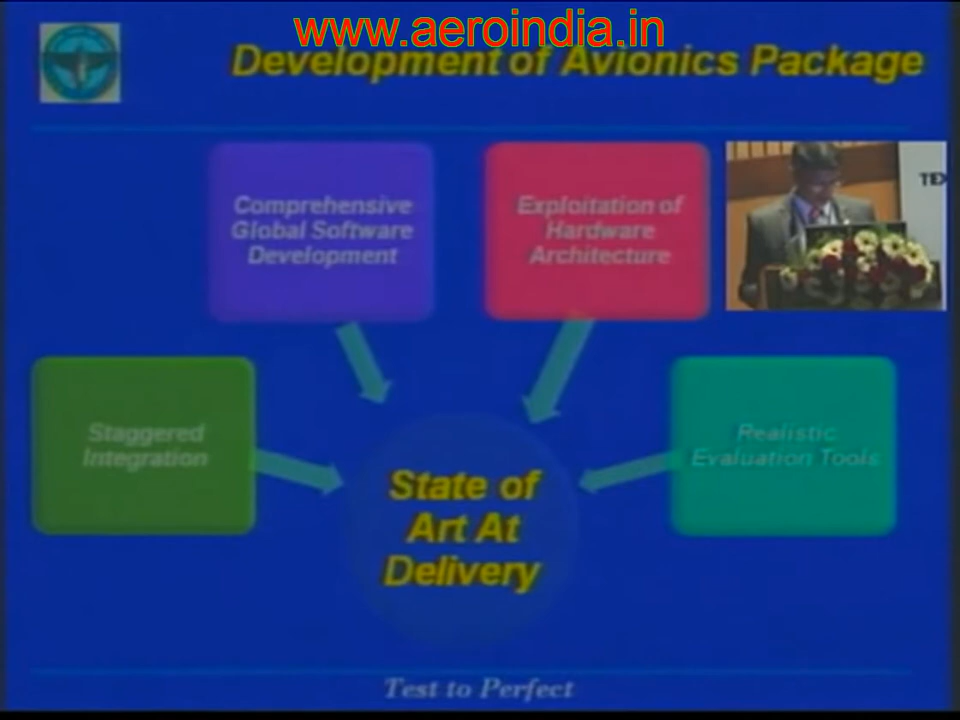 www.aeroindia.in
Development of Avionics Package
Comprehensive
Global Software
Development
Exploitation of
Hardware
Architecture
TEX
Staggered
Integration
Realistic
Evaluation Tools
State of
Art At
Delivery
Test to Perfect